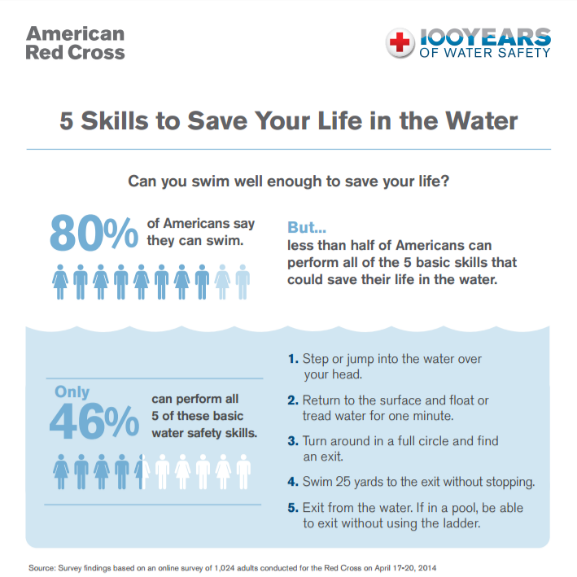 American
Red Cross
100YEARS
OF WATER SAFETY
5 Skills to Save Your Life in the Water
Can you swim well enough to save your life?
80%
of Americans say
they can swim.
But...
less than half of Americans can
perform all of the 5 basic skills that
could save their life in the water.
Only
46%
can perform all
5 of these basic
water safety skills.
1. Step or jump into the water over
your head.
2. Return to the surface and float or
tread water for one minute.
3. Turn around in a full circle and find
an exit.
4. Swim 25 yards to the exit without stopping.
5. Exit from the water. If in a pool, be able
to exit without using the ladder.
Source: Survey findings based on an online survey of 1,024 adults conducted for the Red Cross on April 17-20, 2014